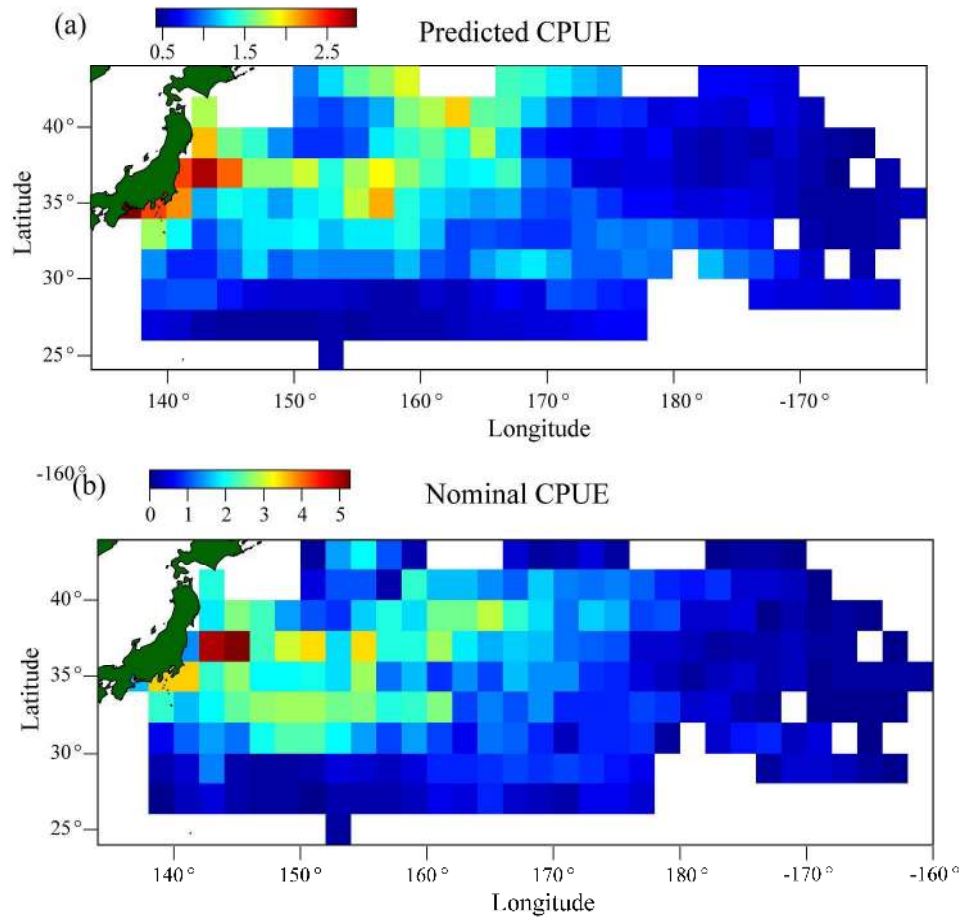 (a)
Predicted CPUE
0.5 1.5 2.5
Latitude
40°
35°
30°
25°
140° 150° 160° 170° 180° -170°
Longitude
-160°
(b)
Nominal CPUE
0 1 2 3 4 5
Latitude
40°
35°
30°
25°
140° 150° 160° 170° 180° -170° -160°
Longitude